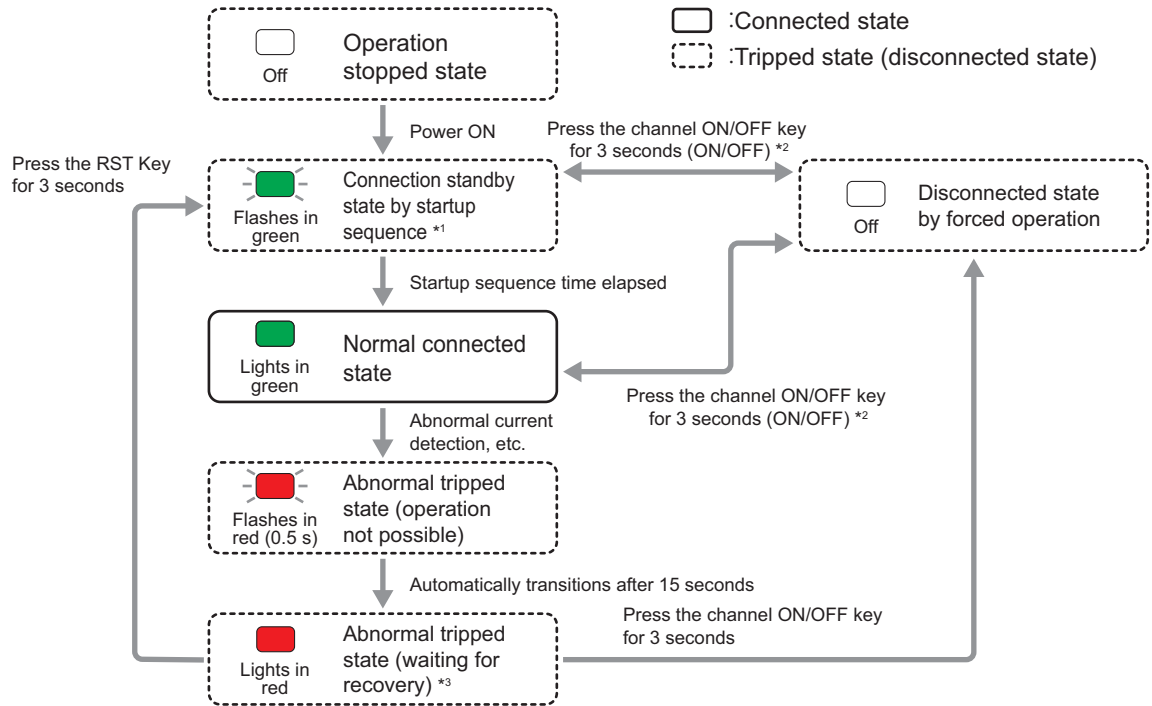 Off
Operation
stopped state
:Connected state
:Tripped state (disconnected state)
Power ON
Press the channel ON/OFF key
for 3 seconds (ON/OFF) *2
Press the RST Key
for 3 seconds
Flashes in
green
Connection standby
state by startup
sequence *1
Off
Disconnected state
by forced operation
Startup sequence time elapsed
Lights in
green
Normal connected
state
Press the channel ON/OFF key
for 3 seconds (ON/OFF) *2
Abnormal current
detection, etc.
Flashes in
red (0.5 s)
Abnormal tripped
state (operation
not possible)
Automatically transitions after 15 seconds
Lights in
red
Abnormal tripped
state (waiting for
recovery) *3
Press the channel ON/OFF key
for 3 seconds